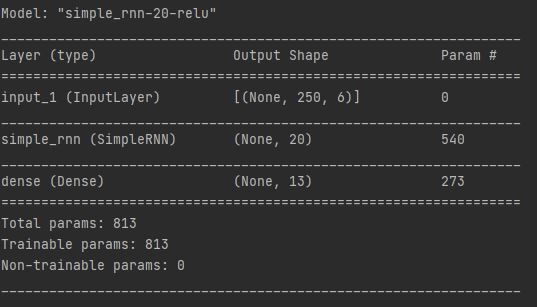 Model: "simple_rnn-20-relu"
_________________________________________________________________
Layer (type)                 Output Shape              Param #
=================================================================
input_1 (InputLayer)         [(None, 250, 6)]          0
_________________________________________________________________
simple_rnn (SimpleRNN)       (None, 20)                540
_________________________________________________________________
dense (Dense)                (None, 13)                273
=================================================================
Total params: 813
Trainable params: 813
Non-trainable params: 0
_________________________________________________________________